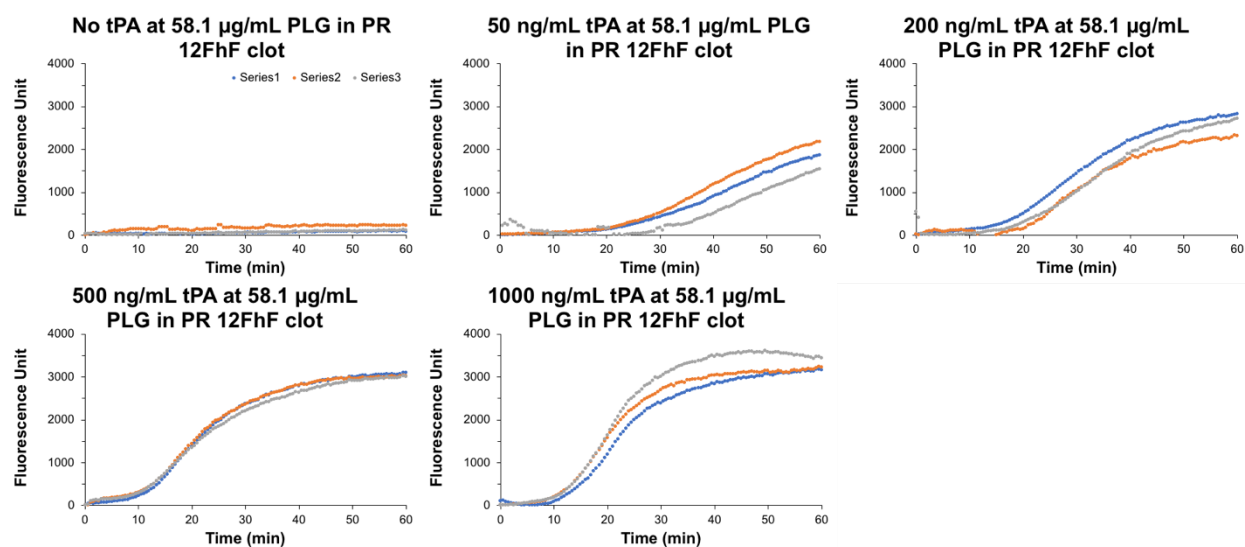 No tPA at 58.1 µg/mL PLG in PR
12FhF clot
Fluorescence Unit
4000
3000
2000
1000
0
Series1 Series2 Series3
0 10 20 30 40 50 60
Time (min)
50 ng/mL tPA at 58.1 µg/mL PLG
in PR 12FhF clot
Fluorescence Unit
4000
3000
2000
1000
0
0 10 20 30 40 50 60
Time (min)
200 ng/mL tPA at 58.1 µg/mL
PLG in PR 12FhF clot
Fluorescence Unit
4000
3000
2000
1000
0
0 10 20 30 40 50 60
Time (min)
500 ng/mL tPA at 58.1 µg/mL
PLG in PR 12FhF clot
Fluorescence Unit
4000
3000
2000
1000
0
0 10 20 30 40 50 60
Time (min)
1000 ng/mL tPA at 58.1 µg/mL
PLG in PR 12FhF clot
Fluorescence Unit
4000
3000
2000
1000
0
0 10 20 30 40 50 60
Time (min)